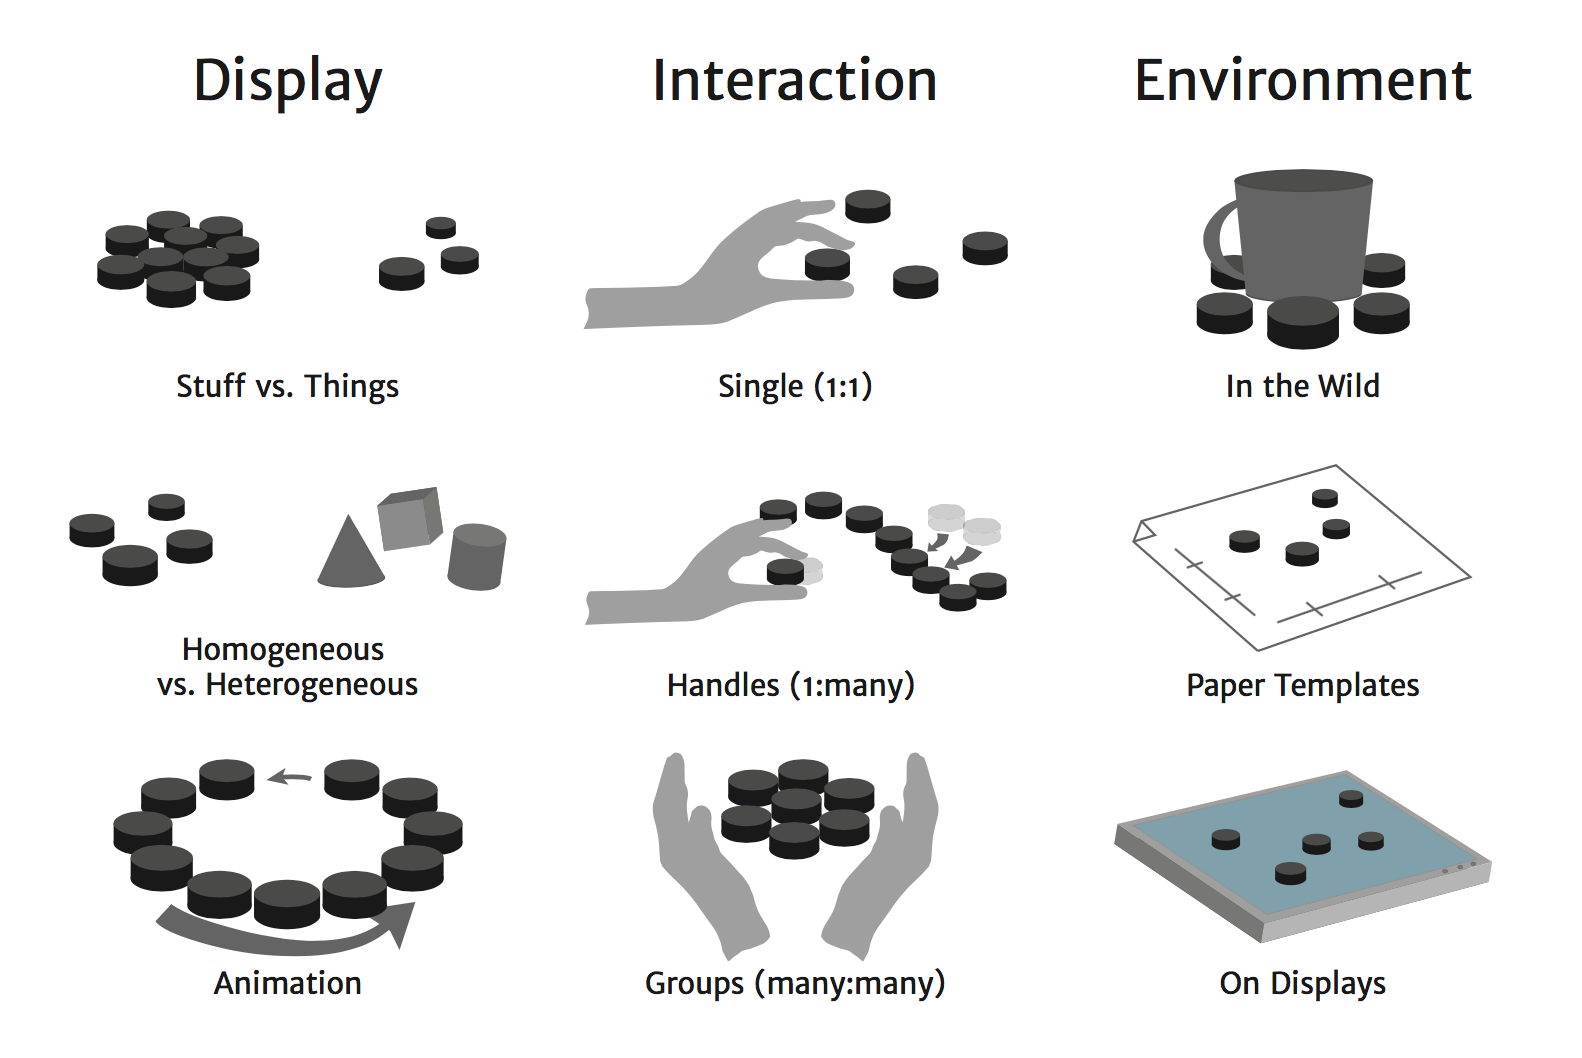 Display
Interaction
Environment
Stuff vs. Things
Single (1:1)
In the Wild
Homogeneous
vs. Heterogeneous
Handles (1:many)
Paper Templates
Animation
Groups (many:many)
On Displays